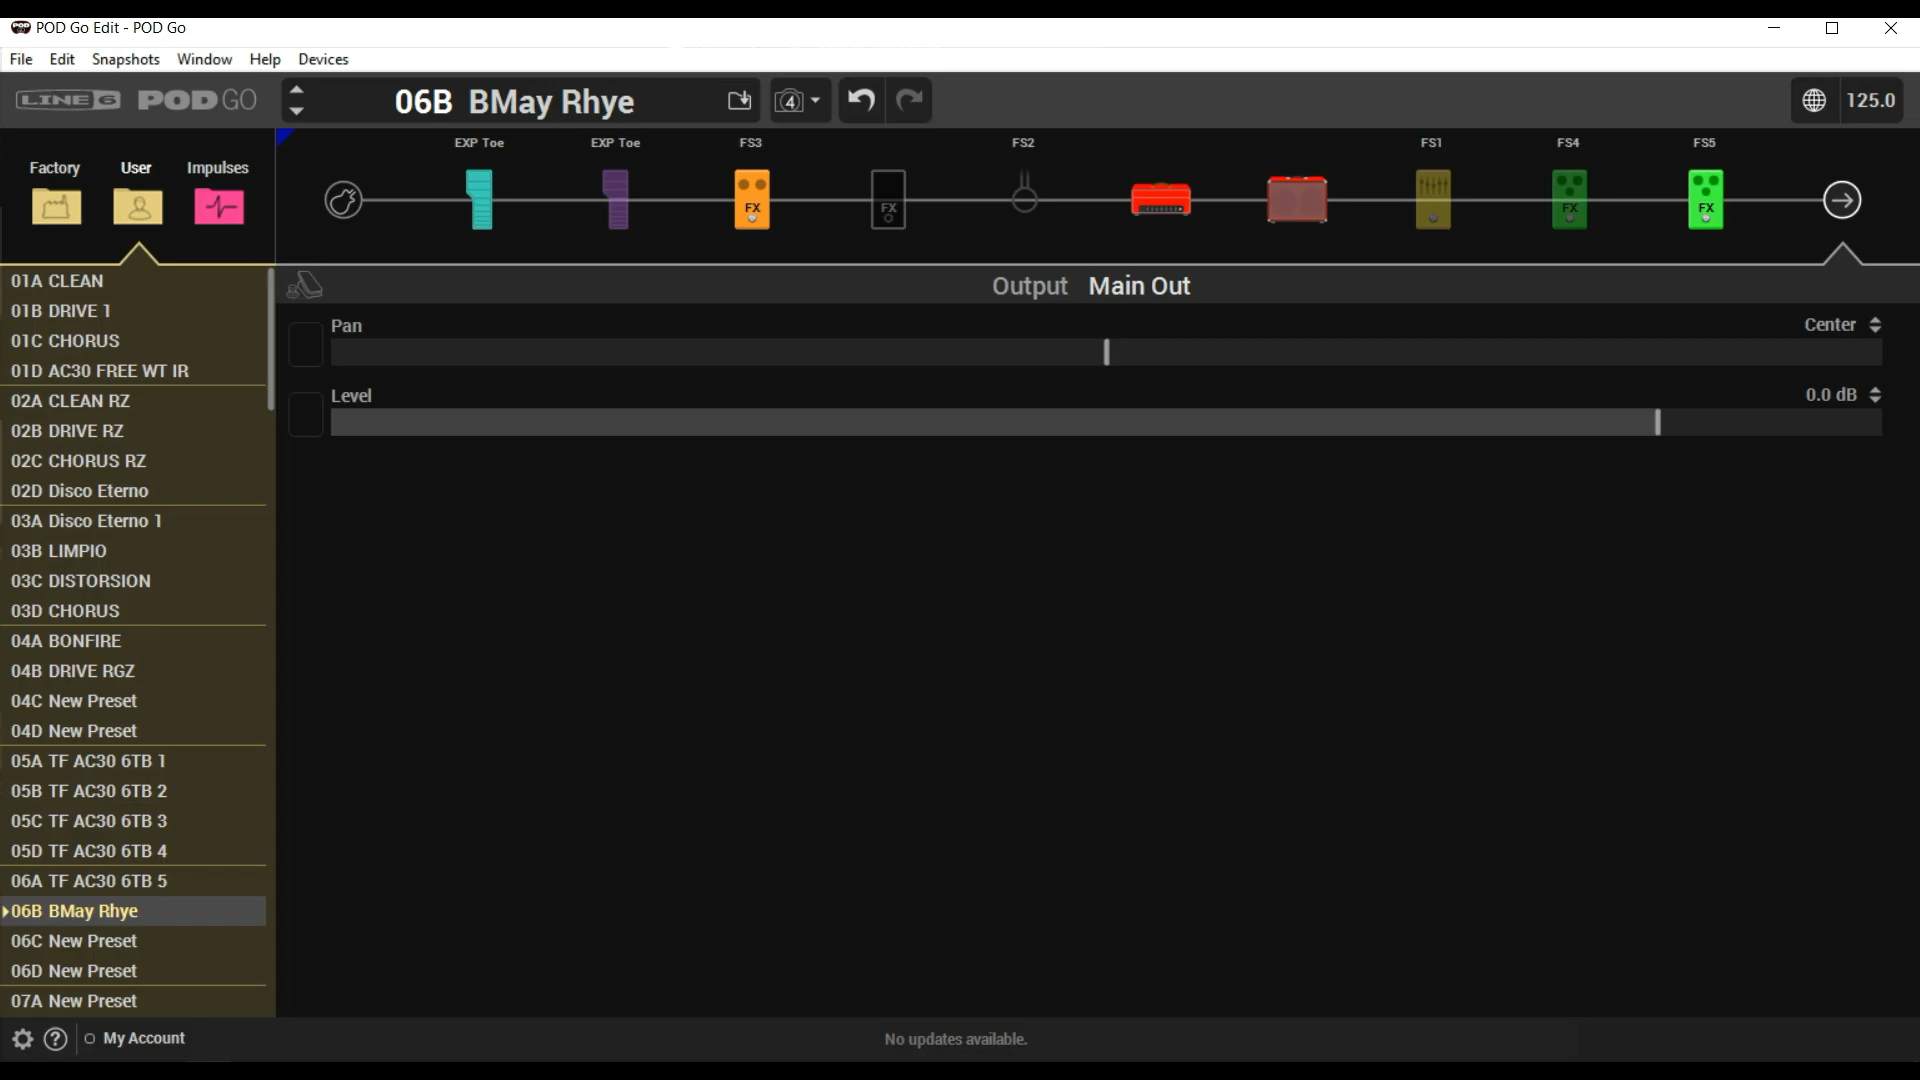 POD Go Edit - POD Go
File Edit Snapshots Window Help Devices
LINE 6 POD GO 06B BMay Rhye 4 125.0
EXP Toe EXP Toe FS3 FS2 FS1 FS4 FS5
Factory User Impulses
FX FX FX FX
Output Main Out
Pan Center
Level 0.0 dB
01A CLEAN
01B DRIVE 1
01C CHORUS
01D AC30 FREE WT IR
02A CLEAN RZ
02B DRIVE RZ
02C CHORUS RZ
02D Disco Eterno
03A Disco Eterno 1
03B LIMPIO
03C DISTORSION
03D CHORUS
04A BONFIRE
04B DRIVE RGZ
04C New Preset
04D New Preset
05A TF AC30 6TB 1
05B TF AC30 6TB 2
05C TF AC30 6TB 3
05D TF AC30 6TB 4
06A TF AC30 6TB 5
06B BMay Rhye
06C New Preset
06D New Preset
07A New Preset
? My Account No updates available.